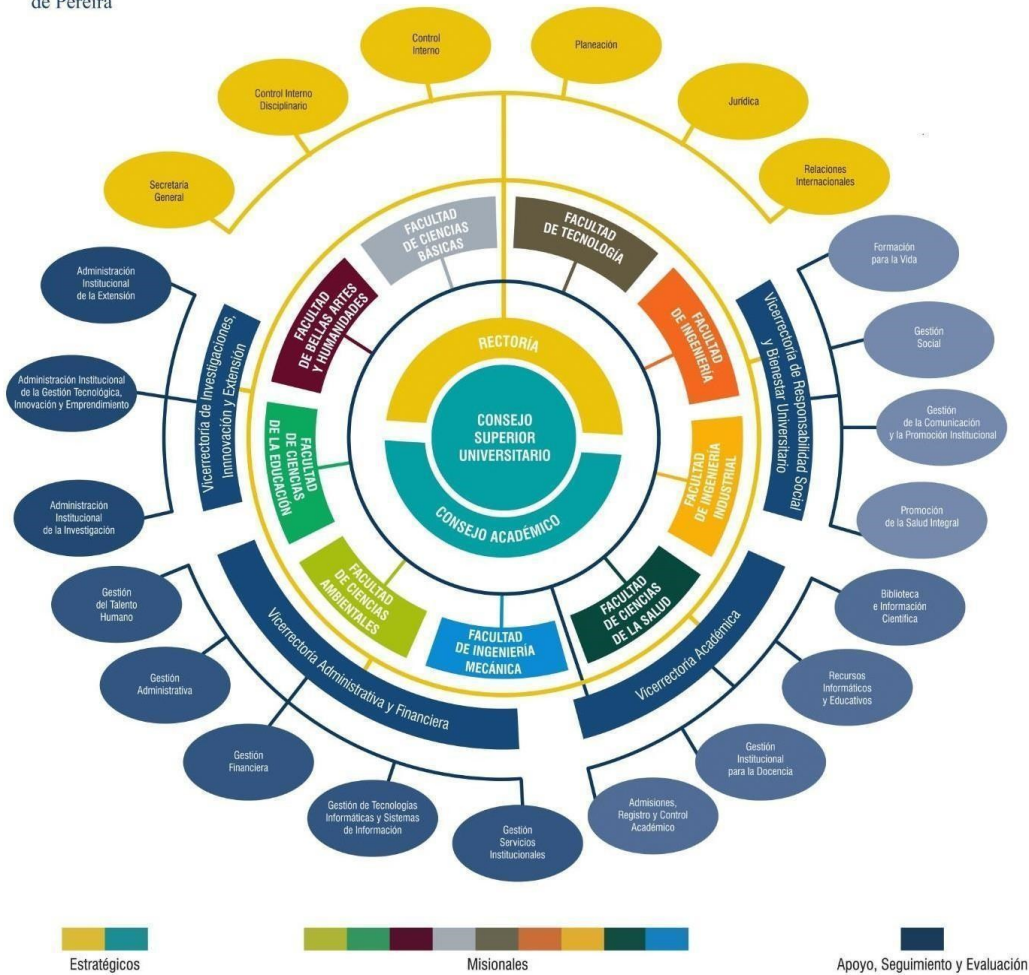 de Pereira
Control
Interno
Planeación
Control Interno
Disciplinario
Jurídica
Secretaría
General
Relaciones
Internacionales
FACULTAD
DE CIENCIAS
BÁSICAS
FACULTAD
DE TECNOLOGÍA
FACULTAD
DE BELLAS ARTES
Y HUMANIDADES
FACULTAD
DE INGENIERÍA
FACULTAD
DE CIENCIAS
DE LA EDUCACIÓN
FACULTAD
DE INGENIERÍA
INDUSTRIAL
FACULTAD
DE CIENCIAS
AMBIENTALES
FACULTAD
DE INGENIERÍA
MECÁNICA
FACULTAD
DE CIENCIAS
DE LA SALUD
RECTORÍA
CONSEJO
SUPERIOR
UNIVERSITARIO
CONSEJO ACADÉMICO
Vicerrectoría de Investigaciones,
Innnovación y Extensión
Administración
Institucional
de la Extensión
Administración Institucional
de la Gestión Tecnológica,
Innovación y Emprendimiento
Administración
Institucional
de la Investigación
Vicerrectoria de Responsabilidad Social
y Bienestar Universitario
Formación
para la Vida
Gestión
Social
Gestión
de la Comunicación
y la Promoción Institucional
Promoción
de la Salud Integral
Vicerrectoría Administrativa y Financiera
Gestión
del Talento
Humano
Gestión
Administrativa
Gestión
Financiera
Gestión de Tecnologías
Informáticas y Sistemas
de Información
Gestión
Servicios
Institucionales
Vicerrectoría Académica
Biblioteca
e Información
Científica
Recursos
Informáticos
y Educativos
Gestión
Institucional
para la Docencia
Admisiones,
Registro y Control
Académico
Estratégicos
Misionales
Apoyo, Seguimiento y Evaluación